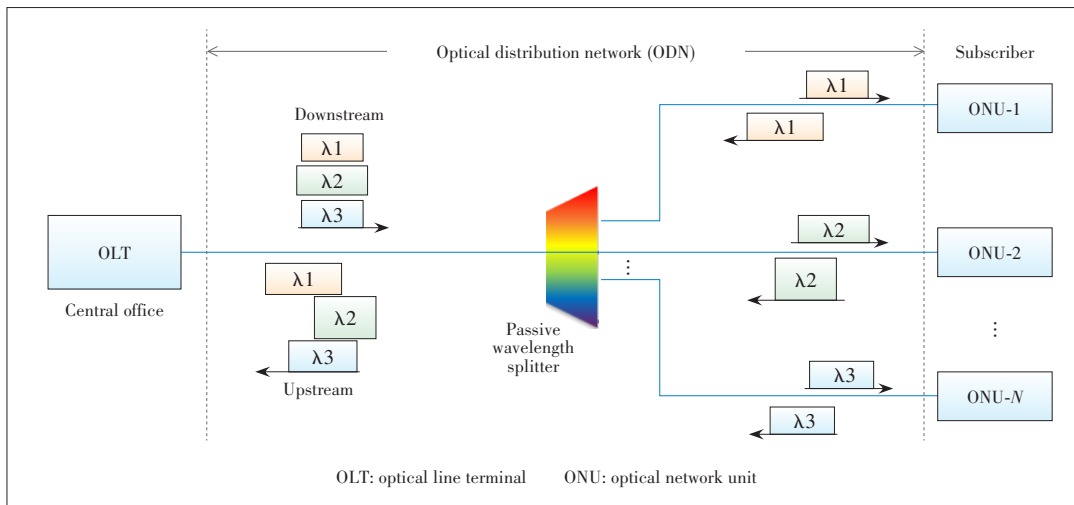 Optical distribution network (ODN)
Subscriber
Downstream
λ1
λ2
λ3
λ1
λ1
ONU-1
OLT
Central office
λ2
λ2
ONU-2
⋮
⋮
λ1
λ2
λ3
Upstream
Passive
wavelength
splitter
λ3
λ3
ONU-N
OLT: optical line terminal ONU: optical network unit